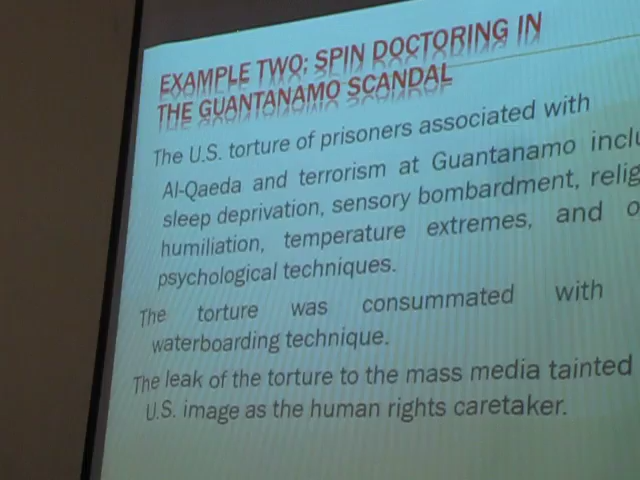 EXAMPLE TWO: SPIN DOCTORING IN
THE GUANTANAMO SCANDAL
The U.S. torture of prisoners associated with
Al-Qaeda and terrorism at Guantanamo
sleep deprivation, sensory bombardment,
humiliation, temperature extremes, and
psychological techniques.
The torture was consummated with
waterboarding technique.
The leak of the torture to the mass media tainted
U.S. image as the human rights caretaker.